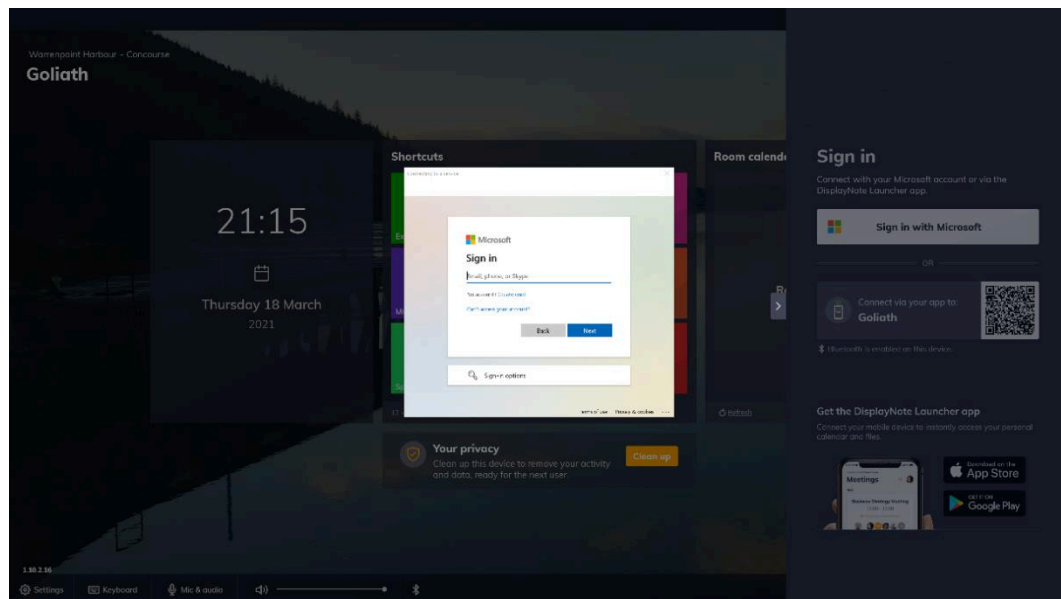 Warrenpoint Harbour - Concourse
Goliath
21:15
Thursday 18 March
2021
Shortcuts
Room calend
Microsoft
Sign in
Email, phone, or Skype
No account? Create one!
Can't access your account?
Back
Next
Sign-in options
Terms of use
Privacy & cookies
...
Refresh
Your privacy
Clean up this device to remove your activity
and data, ready for the next user.
Clean up
Sign in
Connect with your Microsoft account or via the
DisplayNote Launcher app.
Sign in with Microsoft
OR
Connect via your app to:
Goliath
Bluetooth is enabled on this device.
Get the DisplayNote Launcher app
Connect your mobile device to instantly access your personal
calendar and files.
Meetings
Download on the
App Store
GET IT ON
Google Play
1.10.2.16
Settings
Keyboard
Mic & audio